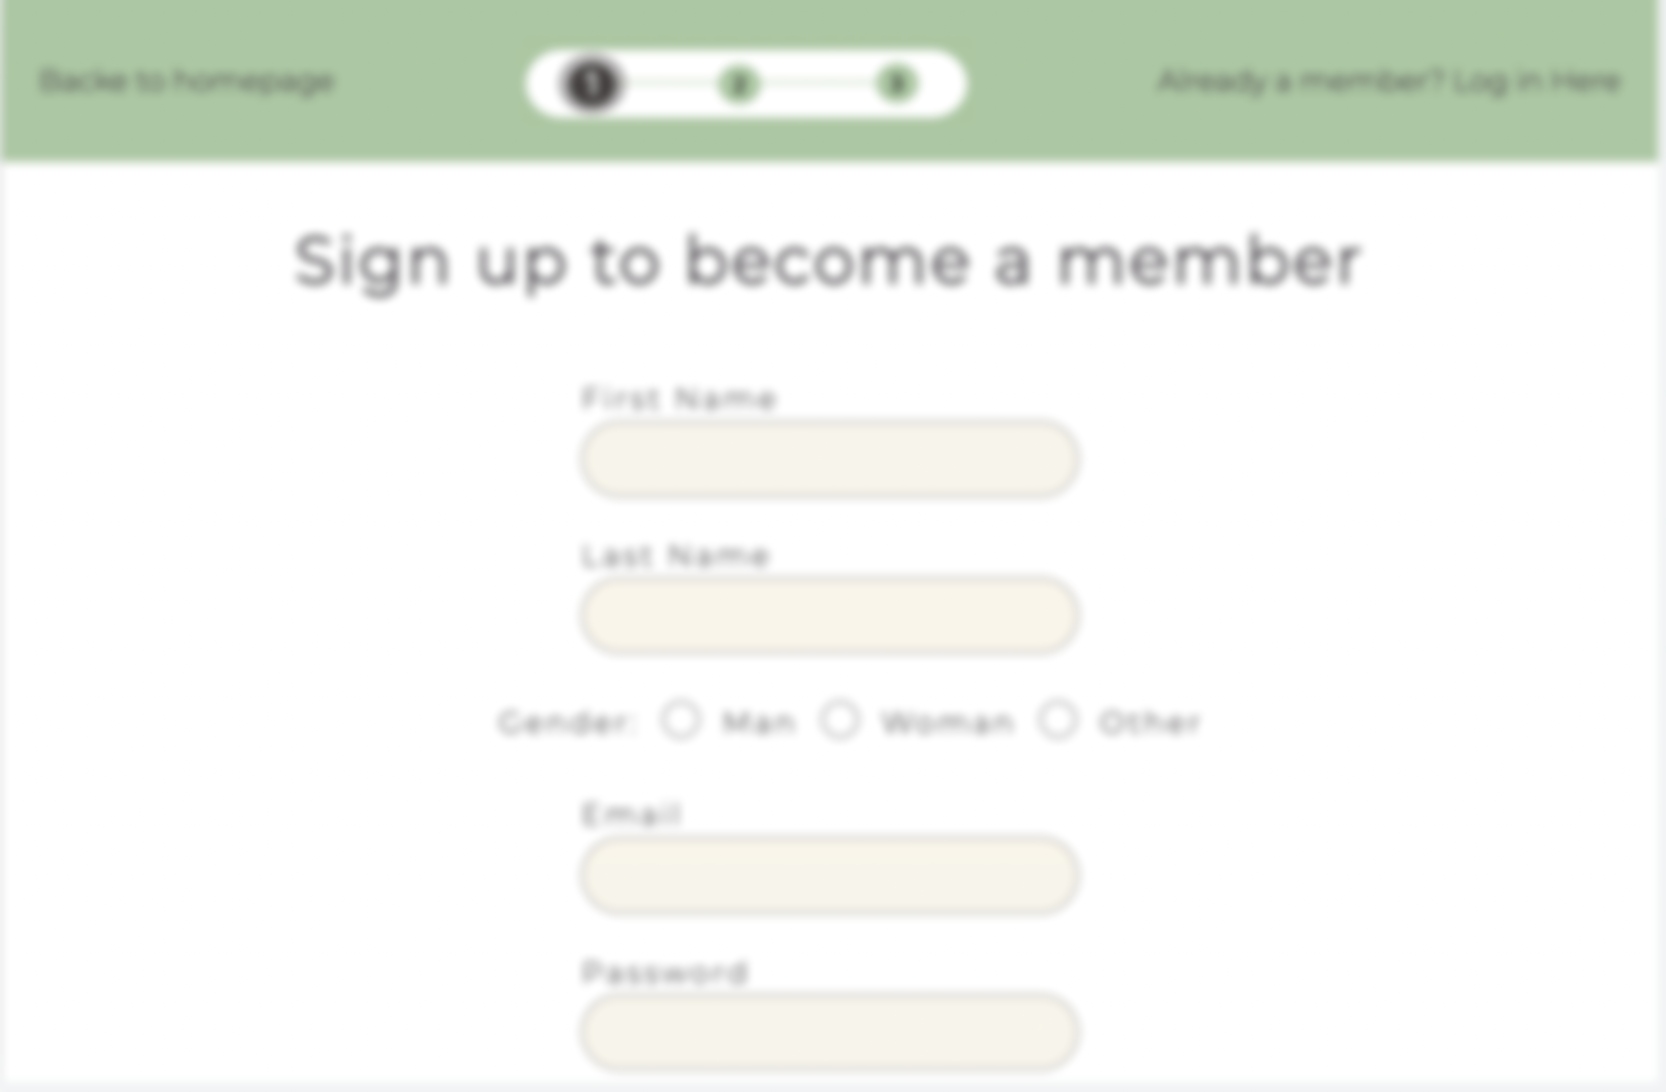 Backe to homepage
1 2 3
Already a member? Log in Here
Sign up to become a member
First Name
Last Name
Gender: Man Woman Other
Email
Password